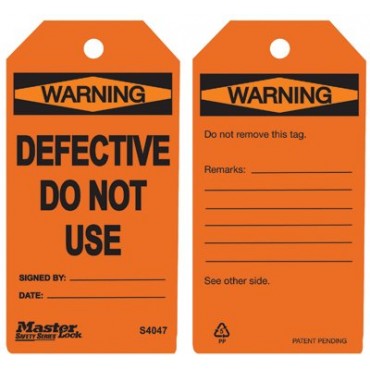 WARNING
DEFECTIVE
DO NOT
USE
SIGNED BY:
DATE:
Master Lock
SAFETY SERIES
S4047
WARNING
Do not remove this tag.
Remarks:
See other side.
5
PP
PATENT PENDING